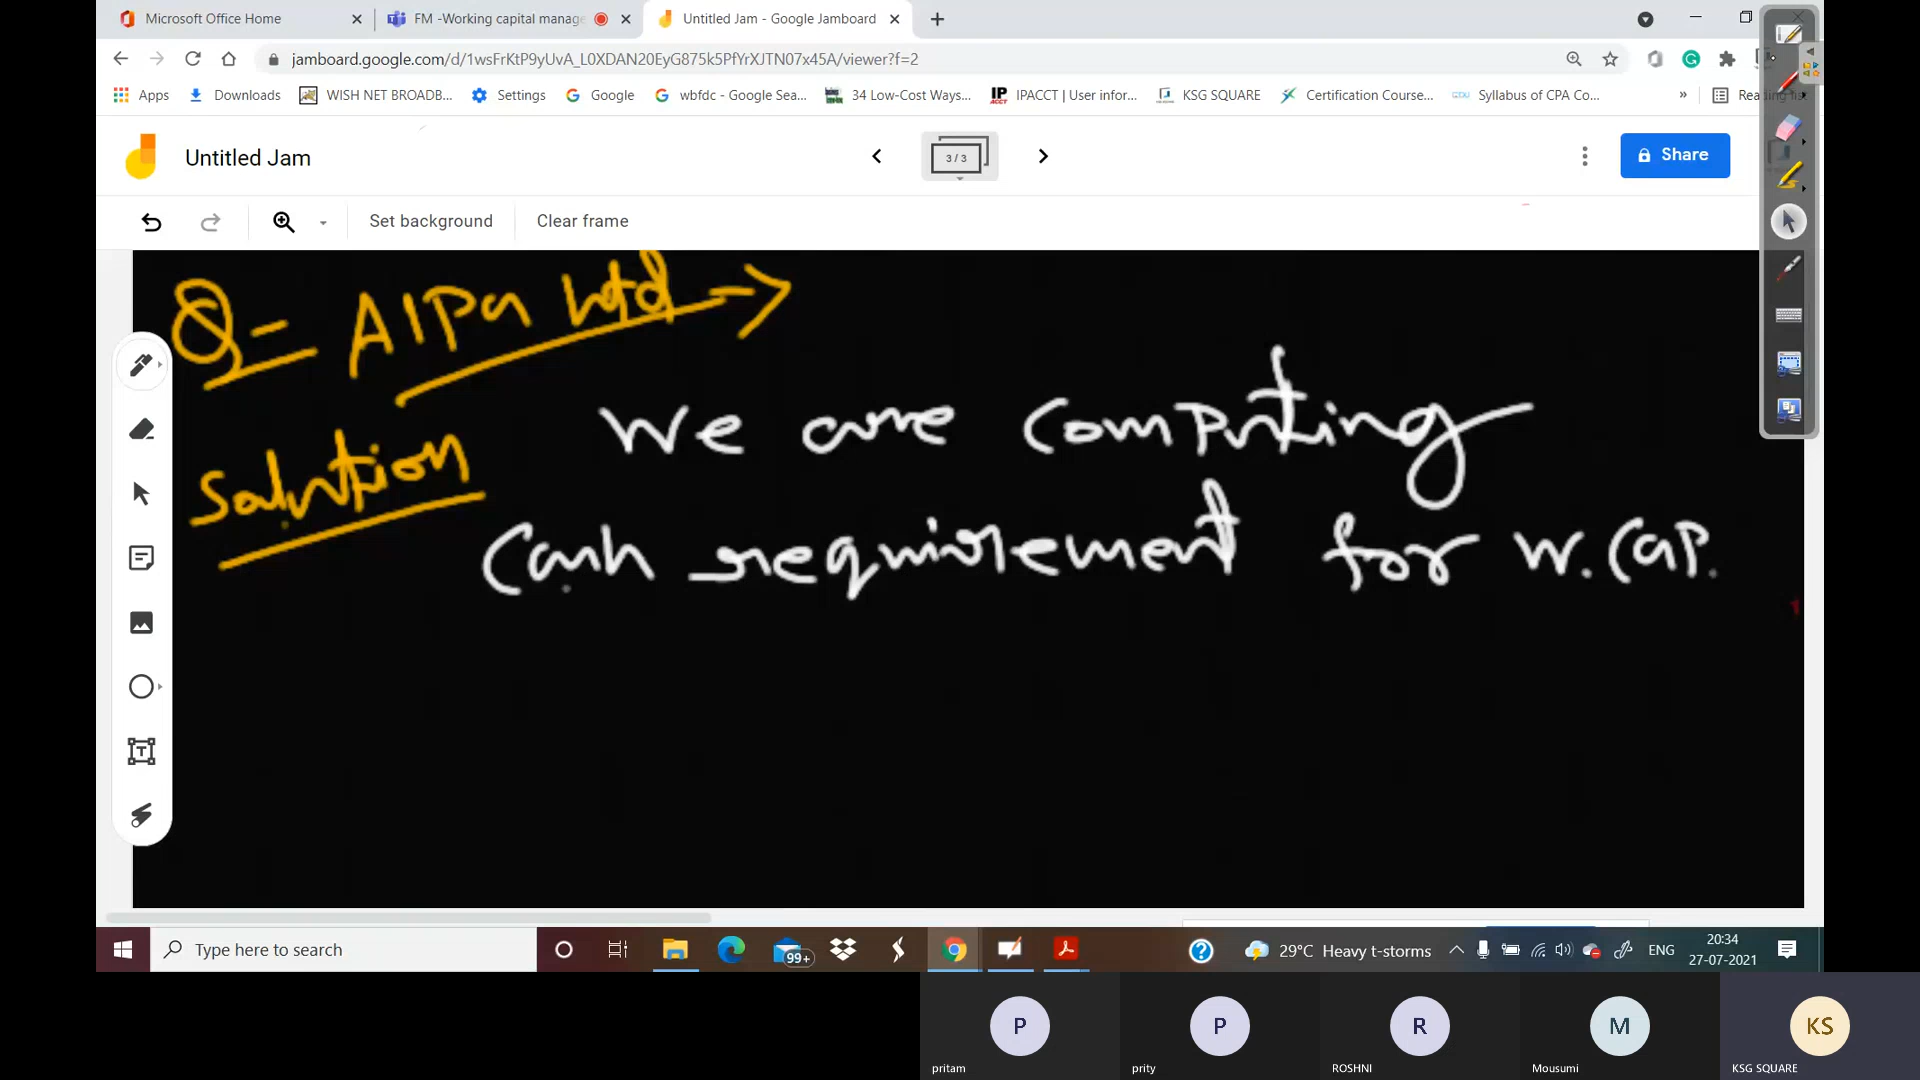 Microsoft Office Home
FM -Working capital manage
Untitled Jam - Google Jamboard
jamboard.google.com/d/1wsFrKtP9yUvA_L0XDAN20EyG875k5PfYrXJTN07x45A/viewer?f=2
Apps
Downloads
WISH NET BROADB...
Settings
Google
wbfdc - Google Sea...
34 Low-Cost Ways...
IPACCT | User infor...
KSG SQUARE
Certification Course...
Syllabus of CPA Co...
»
Reading list
Untitled Jam
3 / 3
Share
Set background
Clear frame
Q- Alpa Ltd →
We are computing
Solution
Cash requirement for w. Cap.
Type here to search
99+
29°C Heavy t-storms
ENG
20:34
27-07-2021
P
P
R
M
KS
pritam
prity
ROSHNI
Mousumi
KSG SQUARE